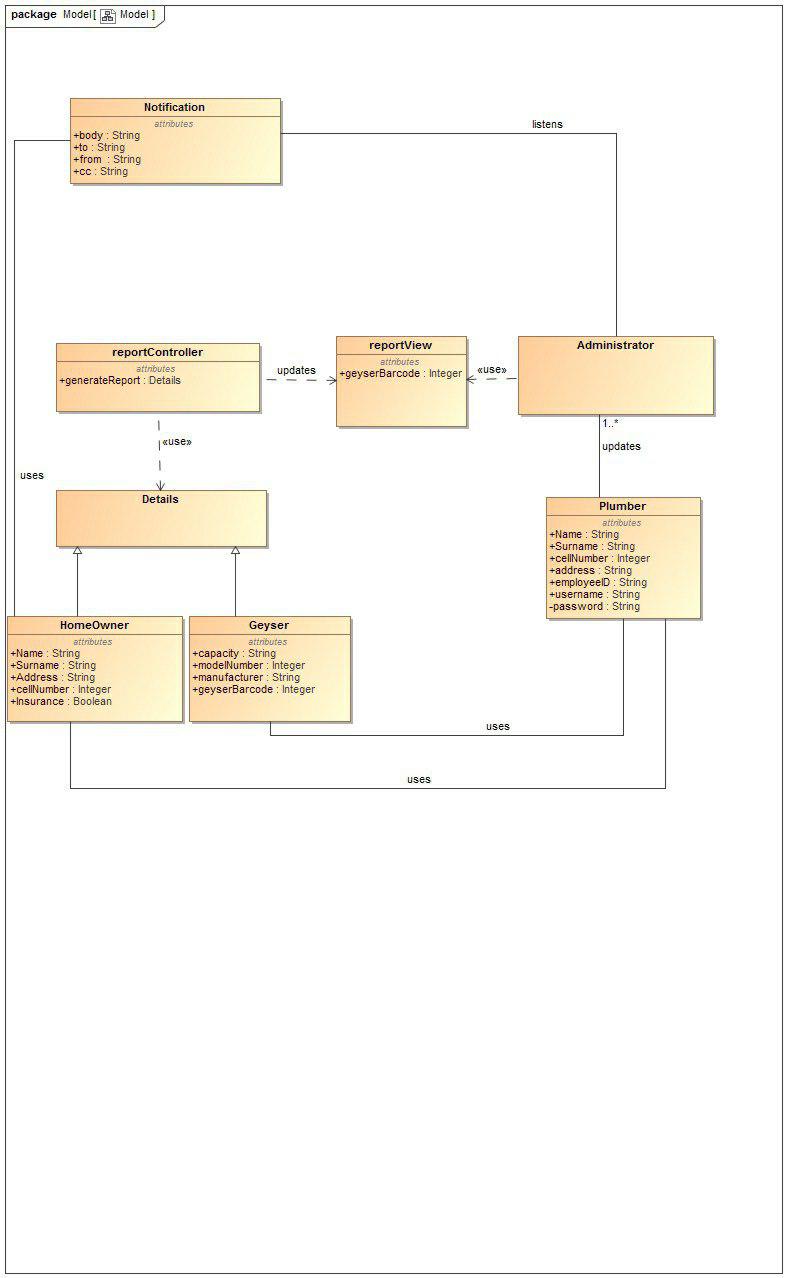 package Model[ Model ]
Notification
attributes
+body : String
+to : String
+from : String
+cc : String
listens
reportController
attributes
+generateReport : Details
updates
reportView
attributes
+geyserBarcode : Integer
«use»
Administrator
1..*
updates
«use»
uses
Details
Plumber
attributes
+Name : String
+Surname : String
+cellNumber : Integer
+address : String
+employeeID : String
+username : String
-password : String
HomeOwner
attributes
+Name : String
+Surname : String
+Address : String
+cellNumber : Integer
+Insurance : Boolean
Geyser
attributes
+capacity : String
+modelNumber : Integer
+manufacturer : String
+geyserBarcode : Integer
uses
uses